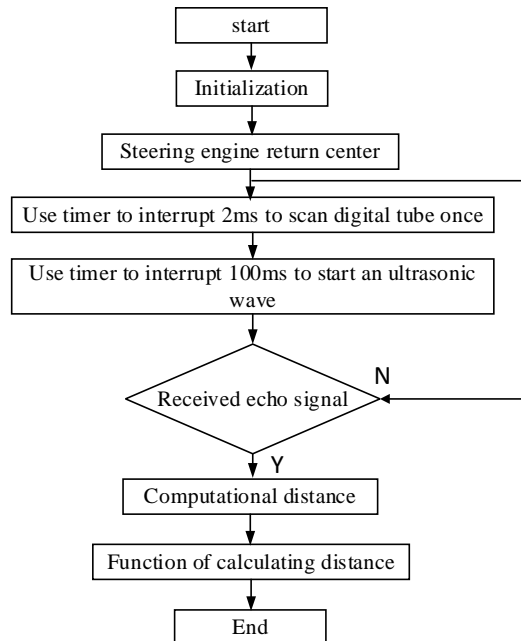 start
Initialization
Steering engine return center
Use timer to interrupt 2ms to scan digital tube once
Use timer to interrupt 100ms to start an ultrasonic
wave
N
Received echo signal
Y
Computational distance
Function of calculating distance
End